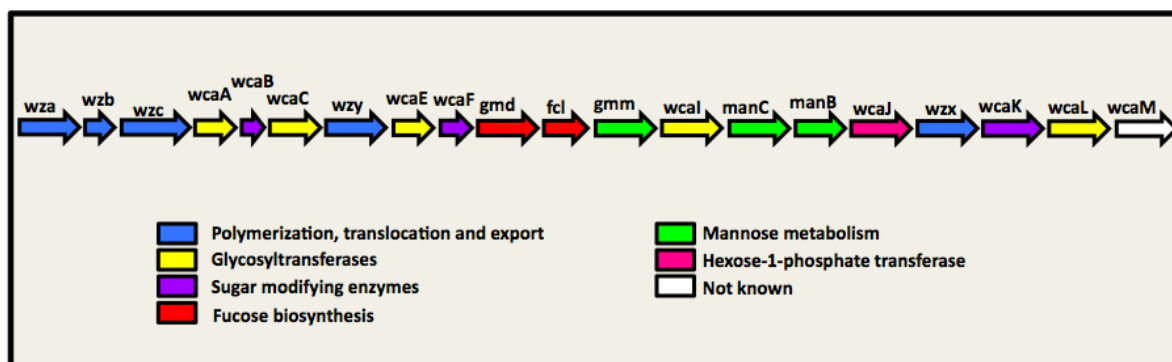 wza wzb wzc wcaA wcaB wcaC wzy wcaE wcaF gmd fcl gmm wcaI manC manB wcaJ wzx wcaK wcaL wcaM
Polymerization, translocation and export
Glycosyltransferases
Sugar modifying enzymes
Fucose biosynthesis
Mannose metabolism
Hexose-1-phosphate transferase
Not known